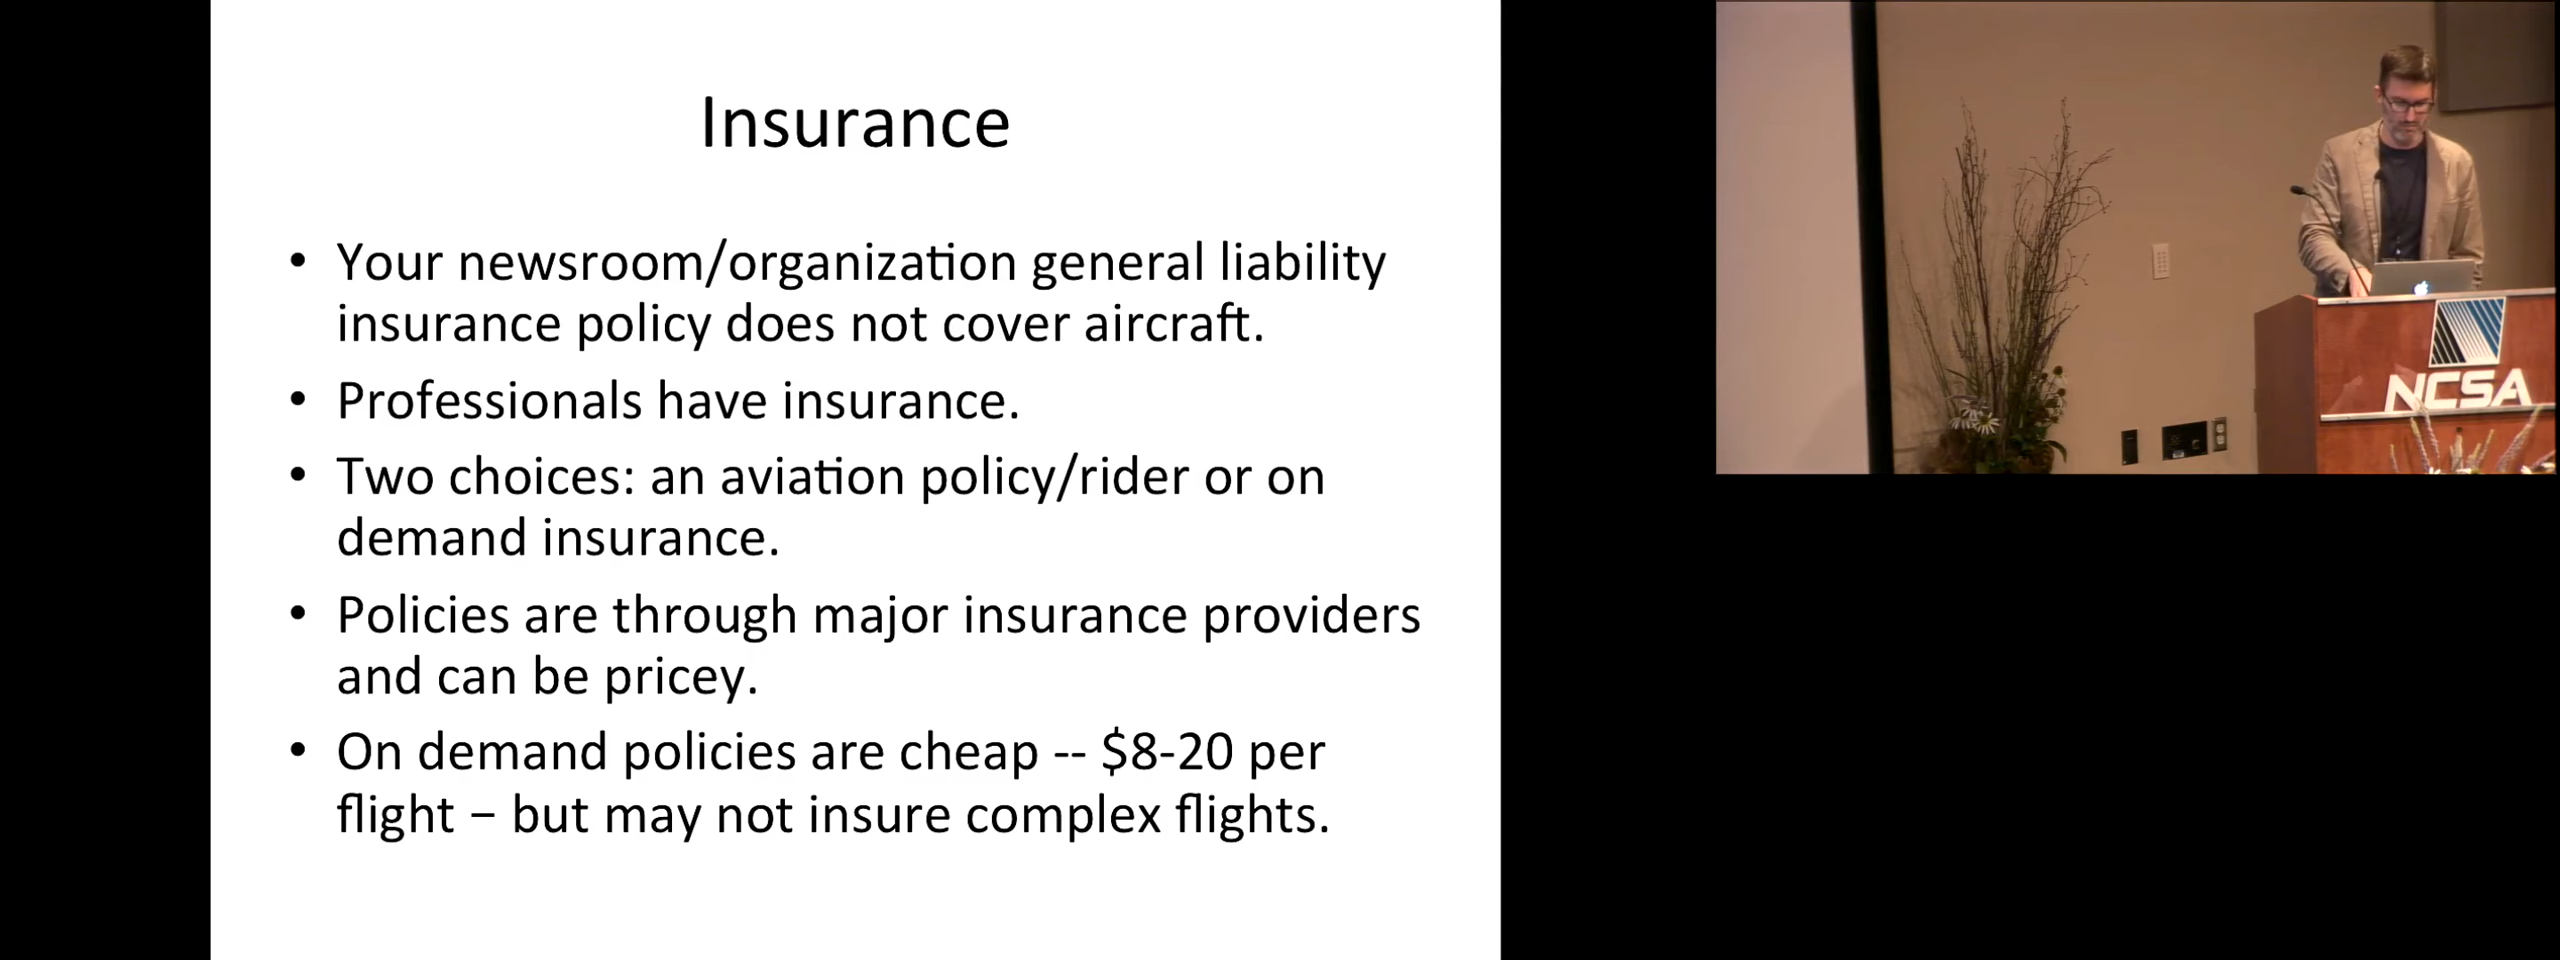 Insurance
• Your newsroom/organization general liability
insurance policy does not cover aircraft.
• Professionals have insurance.
• Two choices: an aviation policy/rider or on
demand insurance.
• Policies are through major insurance providers
and can be pricey.
• On demand policies are cheap -- $8-20 per
flight – but may not insure complex flights.
NCSA